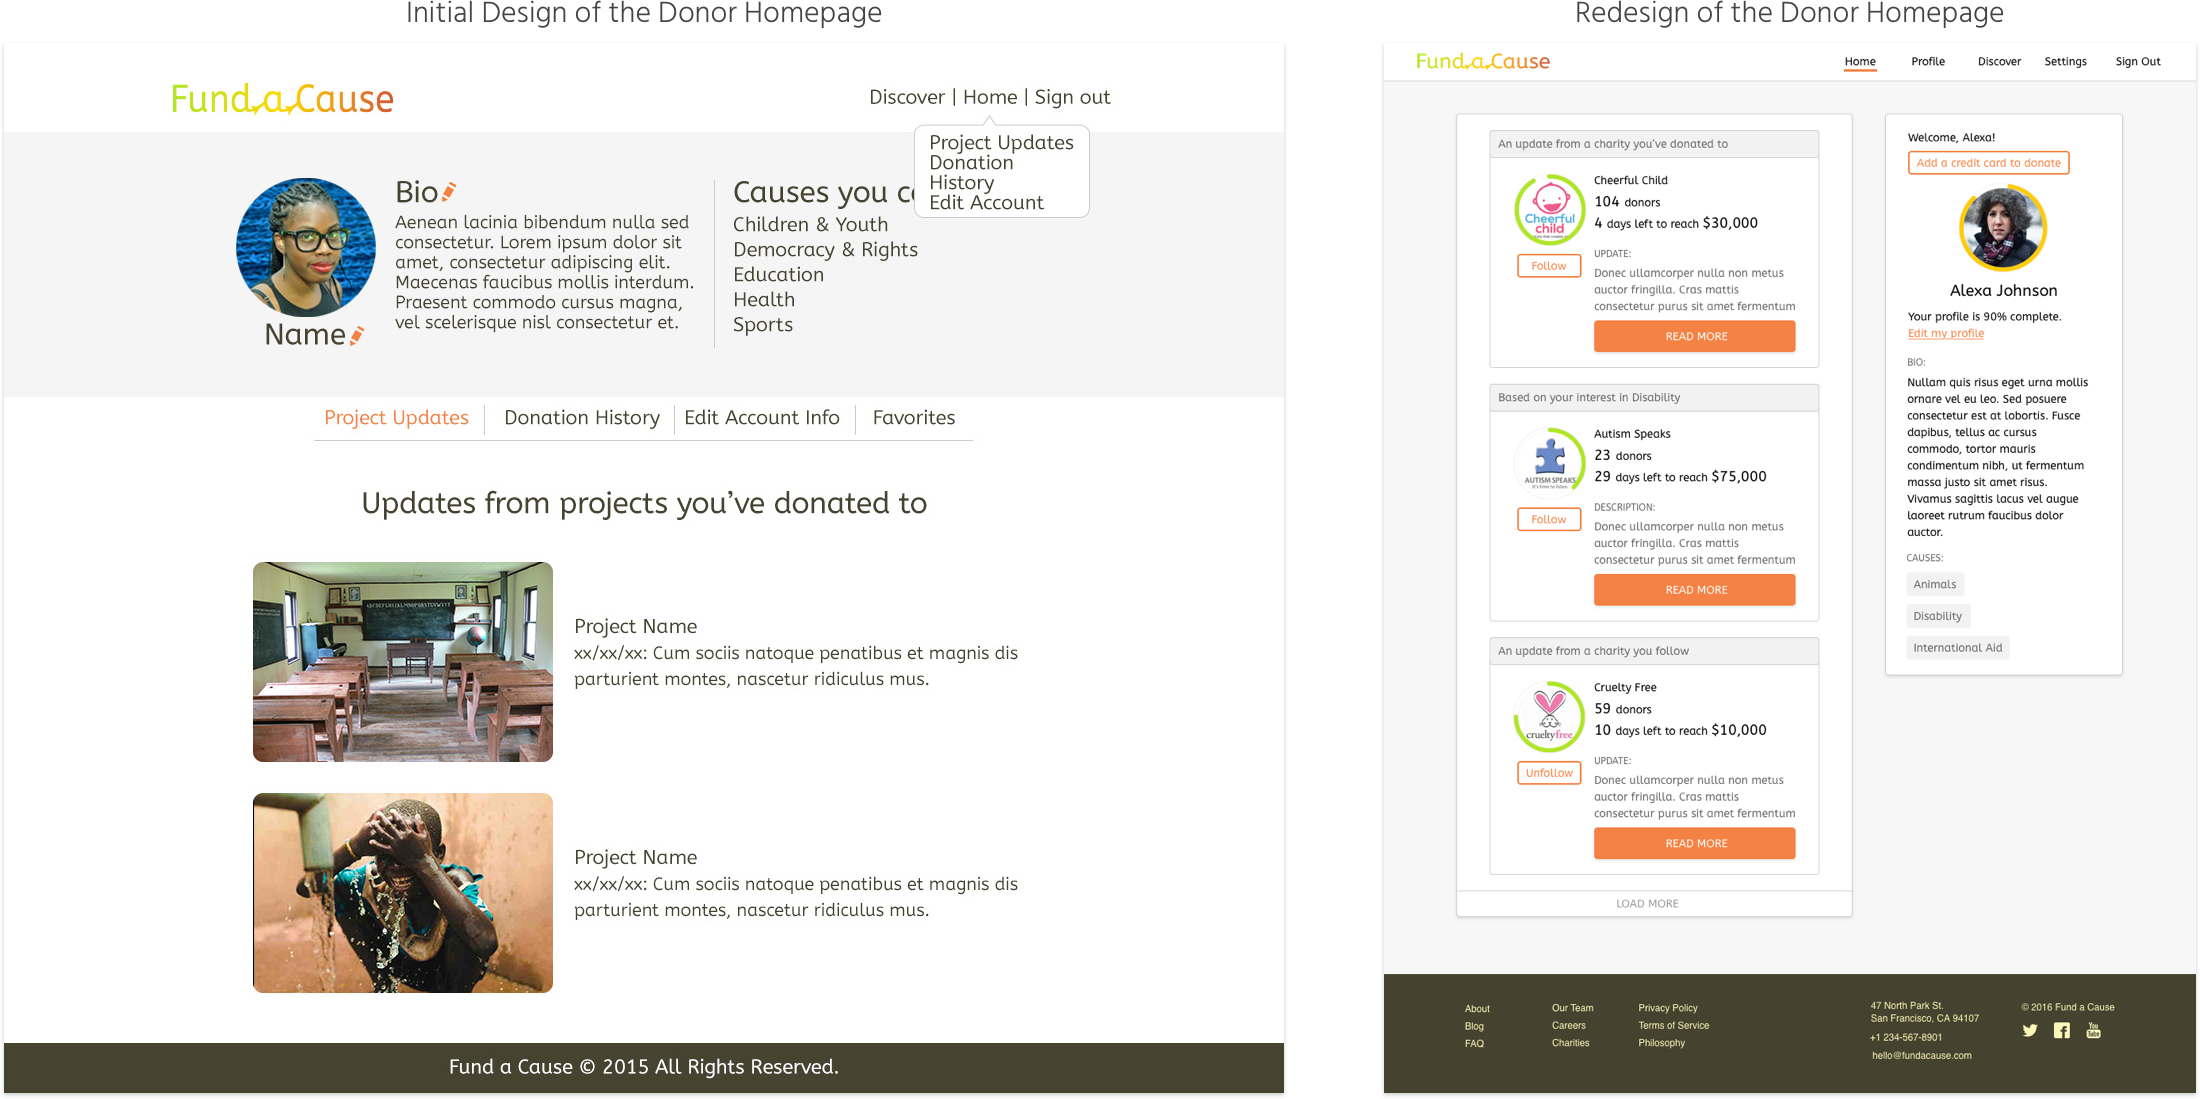 Initial Design of the Donor Homepage
Fund a Cause
Discover | Home | Sign out
Project Updates
Donation
History
Edit Account
Bio
Aenean lacinia bibendum nulla sed
consectetur. Lorem ipsum dolor sit
amet, consectetur adipiscing elit.
Maecenas faucibus mollis interdum.
Praesent commodo cursus magna,
vel scelerisque nisl consectetur et.
Name
Causes you c
Children & Youth
Democracy & Rights
Education
Health
Sports
Project Updates
Donation History
Edit Account Info
Favorites
Updates from projects you’ve donated to
Project Name
xx/xx/xx: Cum sociis natoque penatibus et magnis dis
parturient montes, nascetur ridiculus mus.
Project Name
xx/xx/xx: Cum sociis natoque penatibus et magnis dis
parturient montes, nascetur ridiculus mus.
Fund a Cause © 2015 All Rights Reserved.
Redesign of the Donor Homepage
Fund a Cause
Home
Profile
Discover
Settings
Sign Out
An update from a charity you’ve donated to
Cheerful
child
Follow
Cheerful Child
104 donors
4 days left to reach $30,000
UPDATE:
Donec ullamcorper nulla non metus
auctor fringilla. Cras mattis
consectetur purus sit amet fermentum
READ MORE
Based on your interest in Disability
AUTISM SPEAKS
It's time to listen.
Follow
Autism Speaks
23 donors
29 days left to reach $75,000
DESCRIPTION:
Donec ullamcorper nulla non metus
auctor fringilla. Cras mattis
consectetur purus sit amet fermentum
READ MORE
An update from a charity you follow
crueltyfree
Unfollow
Cruelty Free
59 donors
10 days left to reach $10,000
UPDATE:
Donec ullamcorper nulla non metus
auctor fringilla. Cras mattis
consectetur purus sit amet fermentum
READ MORE
LOAD MORE
Welcome, Alexa!
Add a credit card to donate
Alexa Johnson
Your profile is 90% complete.
Edit my profile
BIO:
Nullam quis risus eget urna mollis
ornare vel eu leo. Sed posuere
consectetur est at lobortis. Fusce
dapibus, tellus ac cursus
commodo, tortor mauris
condimentum nibh, ut fermentum
massa justo sit amet risus.
Vivamus sagittis lacus vel augue
laoreet rutrum faucibus dolor
auctor.
CAUSES:
Animals
Disability
International Aid
About
Blog
FAQ
Our Team
Careers
Charities
Privacy Policy
Terms of Service
Philosophy
47 North Park St.
San Francisco, CA 94107
+1 234-567-8901
hello@fundacause.com
© 2016 Fund a Cause